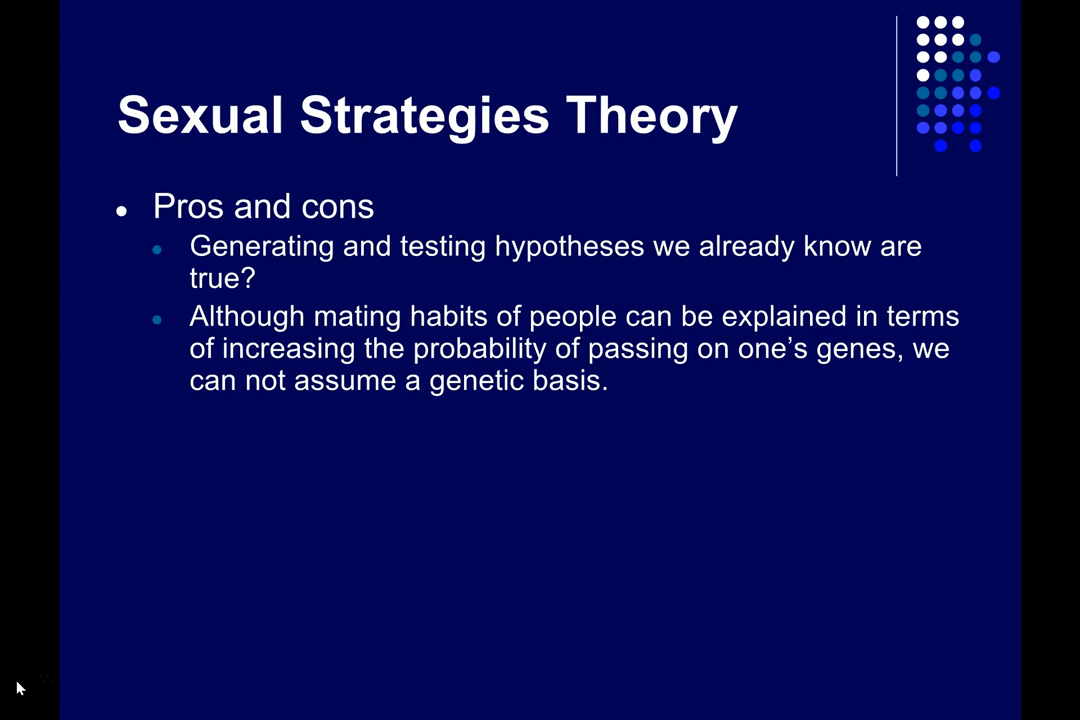 Sexual Strategies Theory
Pros and cons
Generating and testing hypotheses we already know are
true?
Although mating habits of people can be explained in terms
of increasing the probability of passing on one’s genes, we
can not assume a genetic basis.